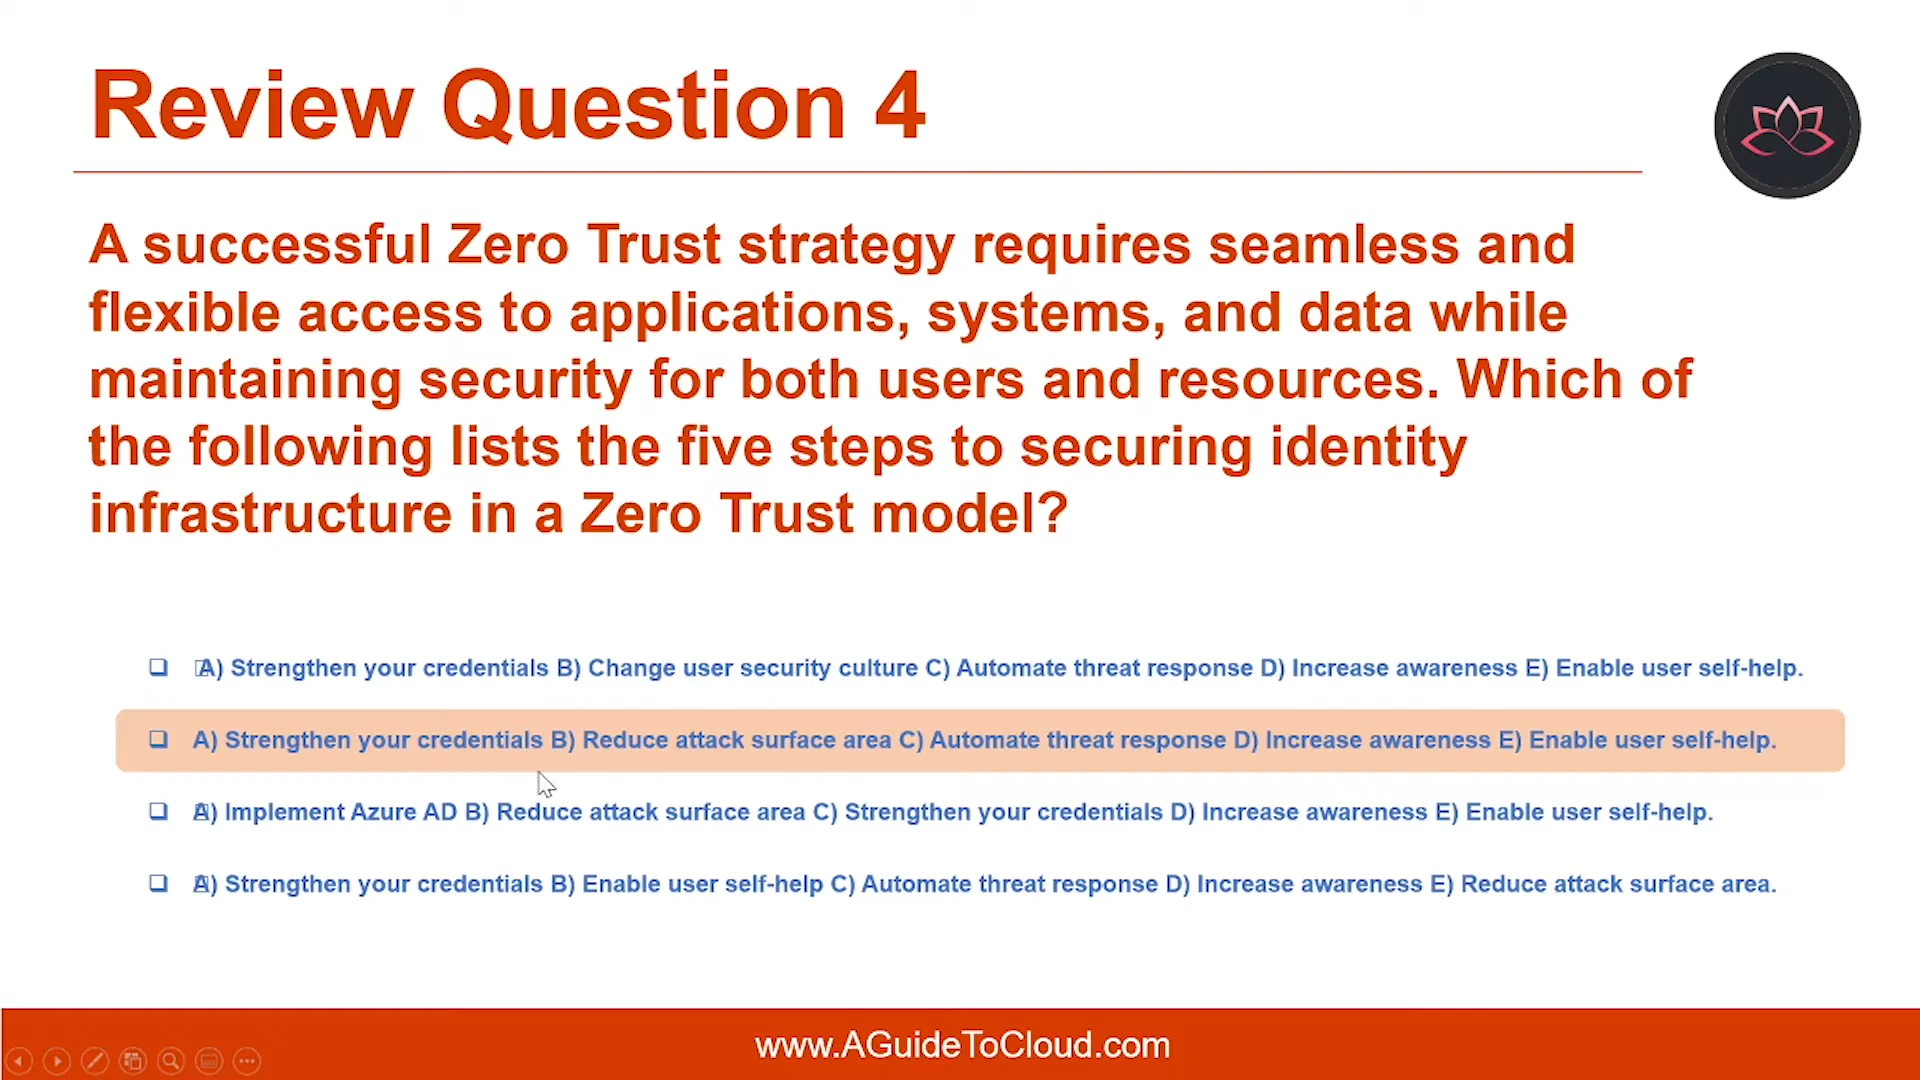 Review Question 4
A successful Zero Trust strategy requires seamless and
flexible access to applications, systems, and data while
maintaining security for both users and resources. Which of
the following lists the five steps to securing identity
infrastructure in a Zero Trust model?
A) Strengthen your credentials B) Change user security culture C) Automate threat response D) Increase awareness E) Enable user self-help.
A) Strengthen your credentials B) Reduce attack surface area C) Automate threat response D) Increase awareness E) Enable user self-help.
A) Implement Azure AD B) Reduce attack surface area C) Strengthen your credentials D) Increase awareness E) Enable user self-help.
A) Strengthen your credentials B) Enable user self-help C) Automate threat response D) Increase awareness E) Reduce attack surface area.
www.AGuideToCloud.com